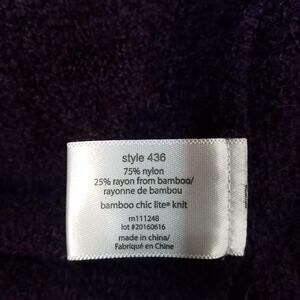 style 436
75% nylon
25% rayon from bamboo/
rayonne de bambou
bamboo chic lite® knit
rn111248
lot #20160616
made in china/
Fabriqué en Chine